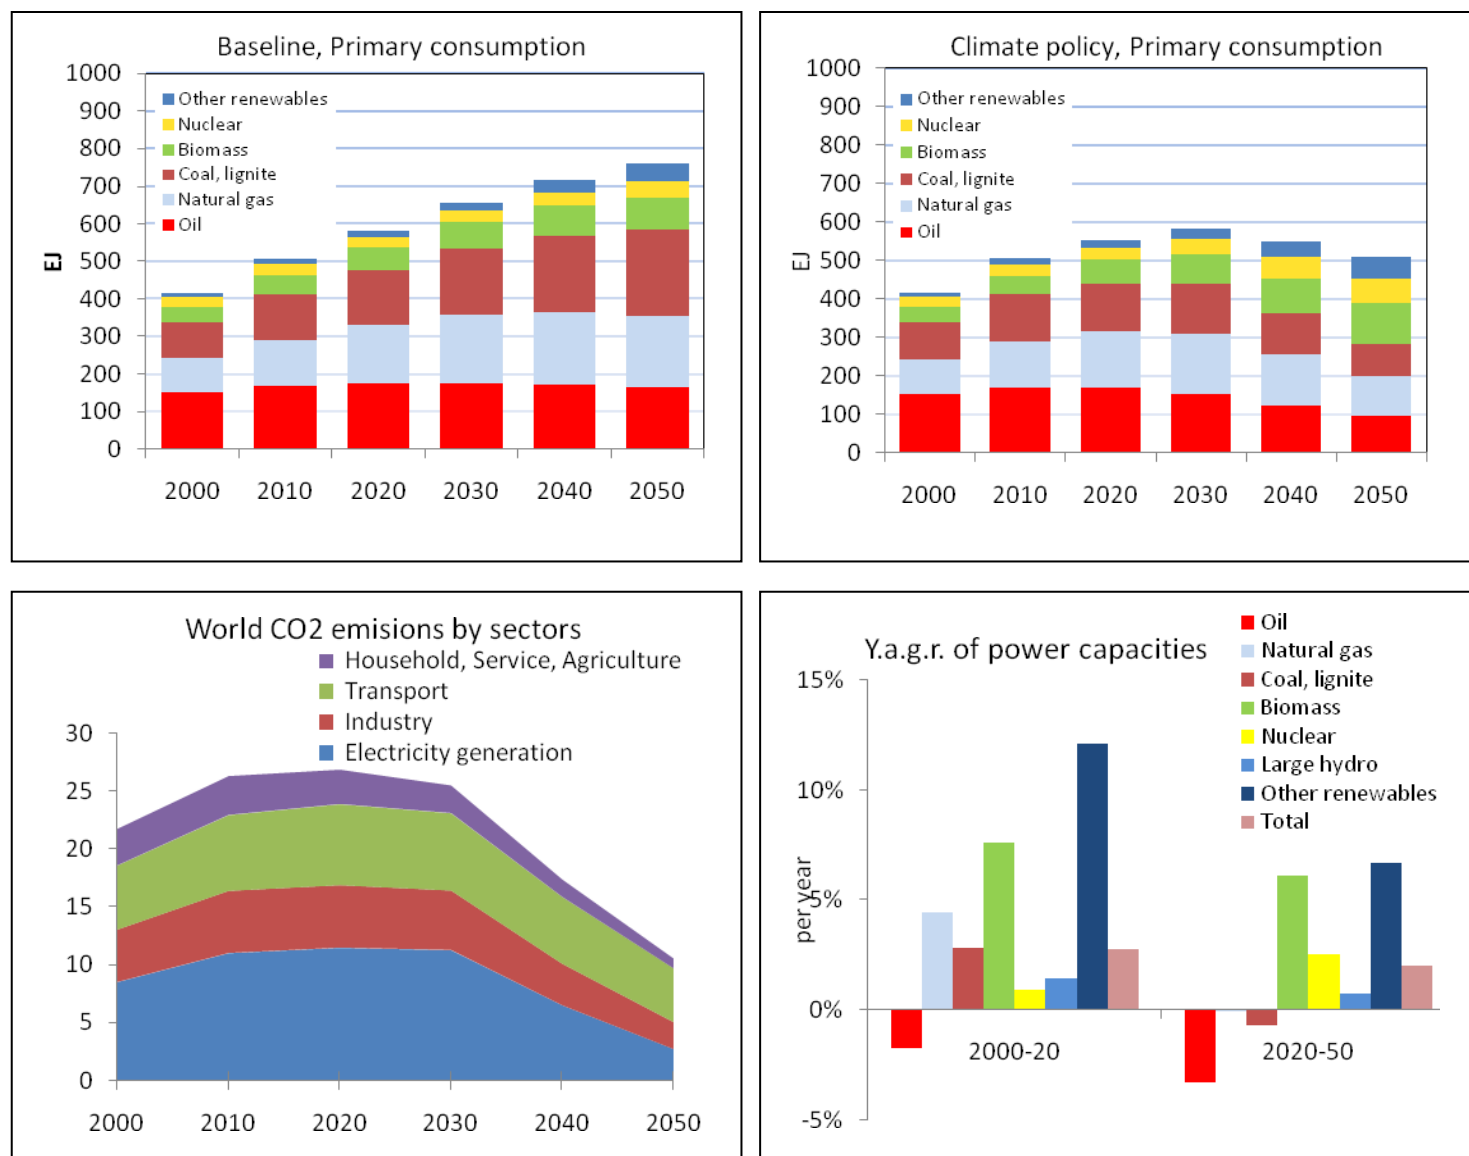 Baseline, Primary consumption
1000
900
800
700
600
500
400
300
200
100
0
EJ
Other renewables
Nuclear
Biomass
Coal, lignite
Natural gas
Oil
2000 2010 2020 2030 2040 2050
Climate policy, Primary consumption
1000
900
800
700
600
500
400
300
200
100
0
EJ
Other renewables
Nuclear
Biomass
Coal, lignite
Natural gas
Oil
2000 2010 2020 2030 2040 2050
World CO2 emisions by sectors
Household, Service, Agriculture
Transport
Industry
Electricity generation
30
25
20
15
10
5
0
2000 2010 2020 2030 2040 2050
Y.a.g.r. of power capacities
Oil
Natural gas
Coal, lignite
Biomass
Nuclear
Large hydro
Other renewables
Total
15%
10%
5%
0%
-5%
per year
2000-20 2020-50